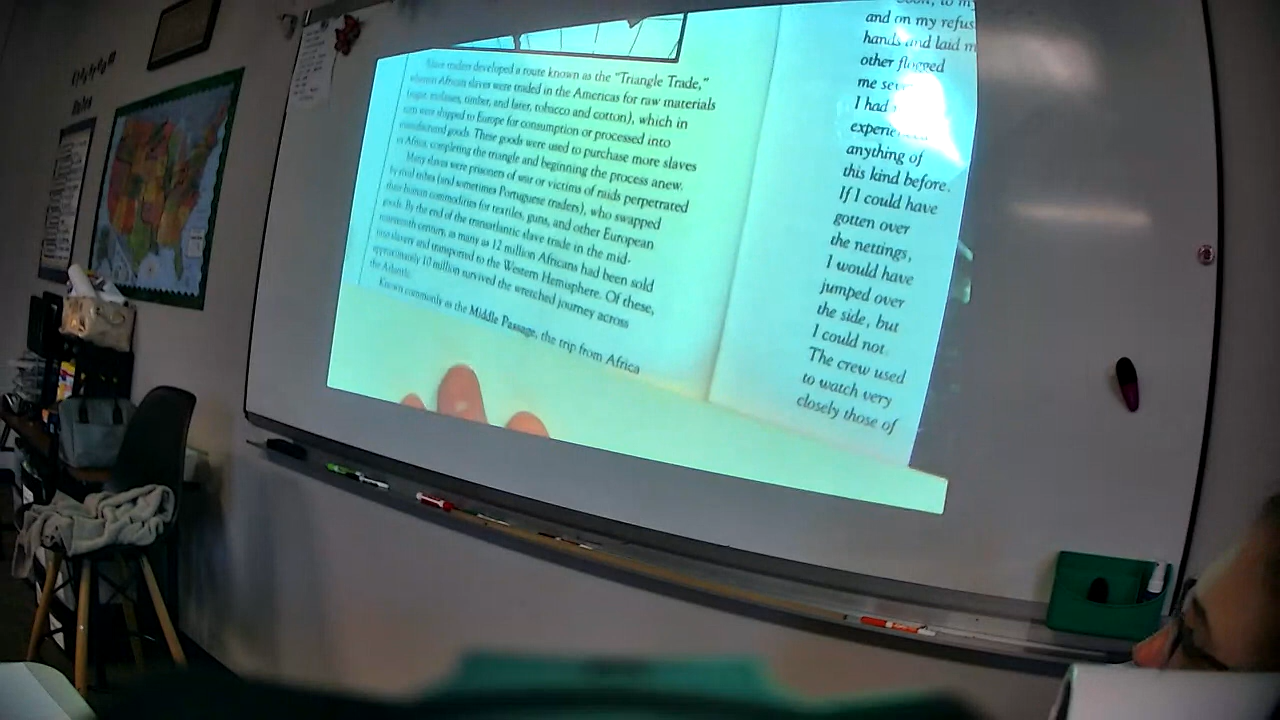 Slave traders developed a route known as the "Triangle Trade,"
wherein African slaves were traded in the Americas for raw materials
(sugar, molasses, timber, and later, tobacco and cotton), which in
turn were shipped to Europe for consumption or processed into
manufactured goods. These goods were used to purchase more slaves
in Africa, completing the triangle and beginning the process anew.
Many slaves were prisoners of war or victims of raids perpetrated
by rival tribes (and sometimes Portuguese traders), who swapped
their human commodities for textiles, guns, and other European
goods. By the end of the transatlantic slave trade in the mid-
nineteenth century, as many as 12 million Africans had been sold
into slavery and transported to the Western Hemisphere. Of these,
approximately 10 million survived the wretched journey across
the Atlantic.
Known commonly as the Middle Passage, the trip from Africa
and on my refus
hands and laid m
other flogged
me
I had
anything of
this kind before.
If I could have
gotten over
the nettings,
I would have
jumped over
the side, but
I could not.
The crew used
to watch very
closely those of